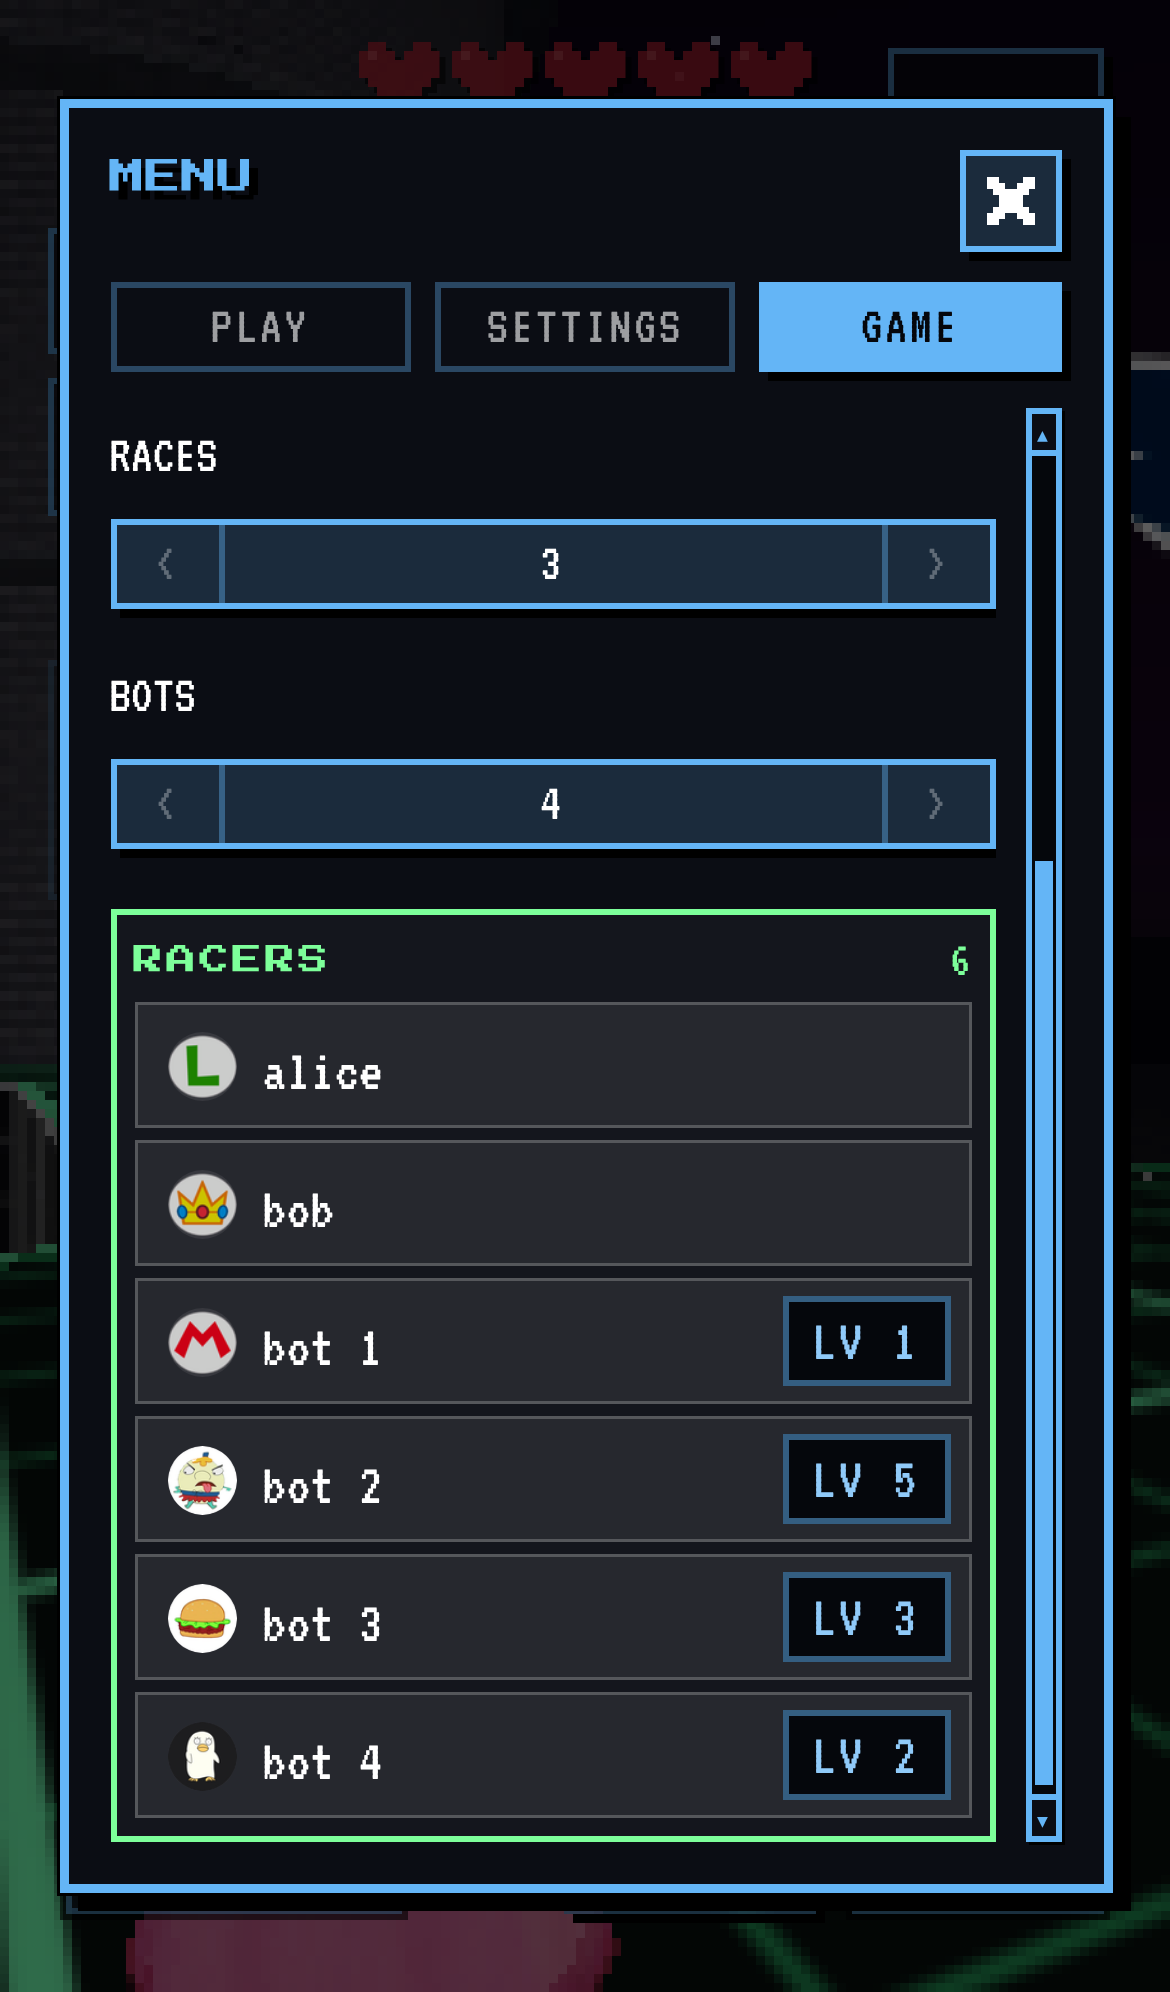 MENU
PLAY SETTINGS GAME
RACES
3
BOTS
4
RACERS 6
L alice
bob
M bot 1 LV 1
bot 2 LV 5
bot 3 LV 3
bot 4 LV 2